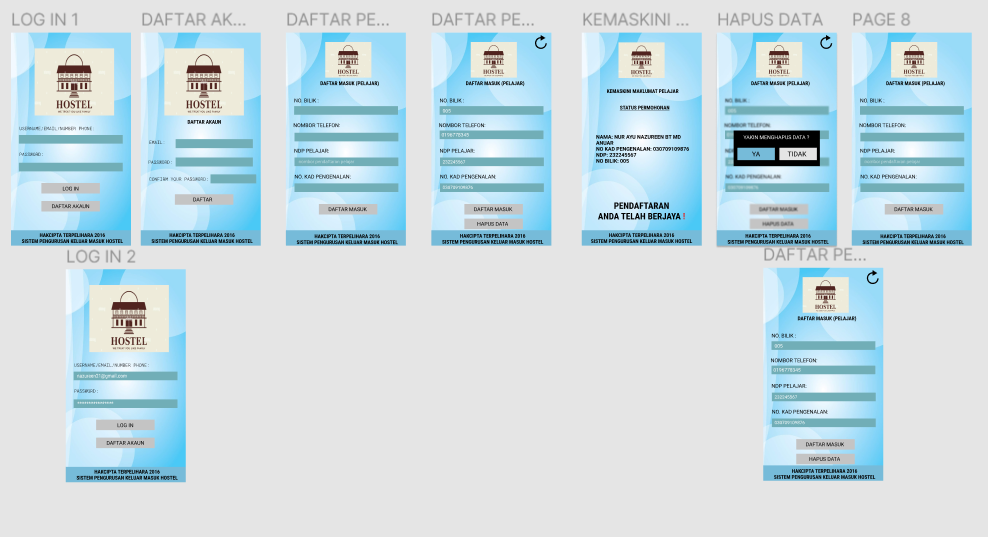 LOG IN 1
HOSTEL
USERNAME/EMAIL/NUMBER PHONE:
PASSWORD:
LOG IN
DAFTAR AKAUN
HAKCIPTA TERPELIHARA 2016
SISTEM PENGURUSAN KELUAR MASUK HOSTEL
DAFTAR AK...
HOSTEL
DAFTAR AKAUN
EMAIL :
PASSWORD :
CONFIRM YOUR PASSWORD:
DAFTAR
HAKCIPTA TERPELIHARA 2016
SISTEM PENGURUSAN KELUAR MASUK HOSTEL
DAFTAR PE...
HOSTEL
DAFTAR MASUK (PELAJAR)
NO. BILIK :
NOMBOR TELEFON:
NDP PELAJAR:
NO. KAD PENGENALAN:
DAFTAR MASUK
HAKCIPTA TERPELIHARA 2016
SISTEM PENGURUSAN KELUAR MASUK HOSTEL
DAFTAR PE...
HOSTEL
DAFTAR MASUK (PELAJAR)
NO. BILIK :
005
NOMBOR TELEFON:
0196778345
NDP PELAJAR:
232245567
NO. KAD PENGENALAN:
030709109876
DAFTAR MASUK
HAPUS DATA
HAKCIPTA TERPELIHARA 2016
SISTEM PENGURUSAN KELUAR MASUK HOSTEL
KEMASKINI ...
HOSTEL
KEMASKINI MAKLUMAT PELAJAR
STATUS PERMOHONAN
NAMA: NUR AYU NAZUREEN BT MD
ANUAR
NO KAD PENGENALAN: 030709109876
NDP: 232245567
NO BILIK: 005
PENDAFTARAN
ANDA TELAH BERJAYA !
HAKCIPTA TERPELIHARA 2016
SISTEM PENGURUSAN KELUAR MASUK HOSTEL
HAPUS DATA
HOSTEL
DAFTAR MASUK (PELAJAR)
NO. BILIK :
005
NOMBOR TELEFON:
YAKIN MENGHAPUS DATA ?
YA
TIDAK
NO. KAD PENGENALAN:
030709109876
DAFTAR MASUK
HAPUS DATA
HAKCIPTA TERPELIHARA 2016
SISTEM PENGURUSAN KELUAR MASUK HOSTEL
PAGE 8
HOSTEL
DAFTAR MASUK (PELAJAR)
NO. BILIK :
NOMBOR TELEFON:
NDP PELAJAR:
NO. KAD PENGENALAN:
DAFTAR MASUK
HAKCIPTA TERPELIHARA 2016
SISTEM PENGURUSAN KELUAR MASUK HOSTEL
LOG IN 2
HOSTEL
USERNAME/EMAIL/NUMBER PHONE:
PASSWORD:
****************
LOG IN
DAFTAR AKAUN
HAKCIPTA TERPELIHARA 2016
SISTEM PENGURUSAN KELUAR MASUK HOSTEL
DAFTAR PE...
HOSTEL
DAFTAR MASUK (PELAJAR)
NO. BILIK :
005
NOMBOR TELEFON:
0196778345
NDP PELAJAR:
232245567
NO. KAD PENGENALAN:
030709109876
DAFTAR MASUK
HAPUS DATA
HAKCIPTA TERPELIHARA 2016
SISTEM PENGURUSAN KELUAR MASUK HOSTEL